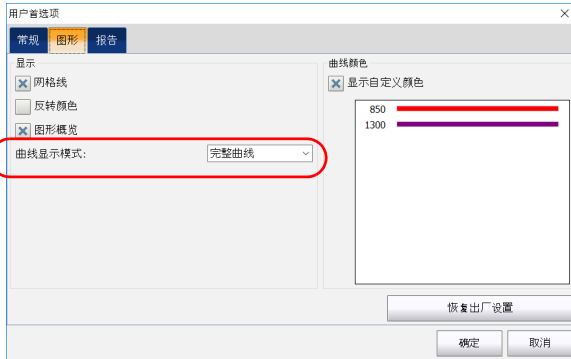 用户首选项
常规 图形 报告
显示
网格线
反转颜色
图形概览
曲线显示模式: 完整曲线
曲线颜色
显示自定义颜色
850
1300
恢复出厂设置
确定 取消